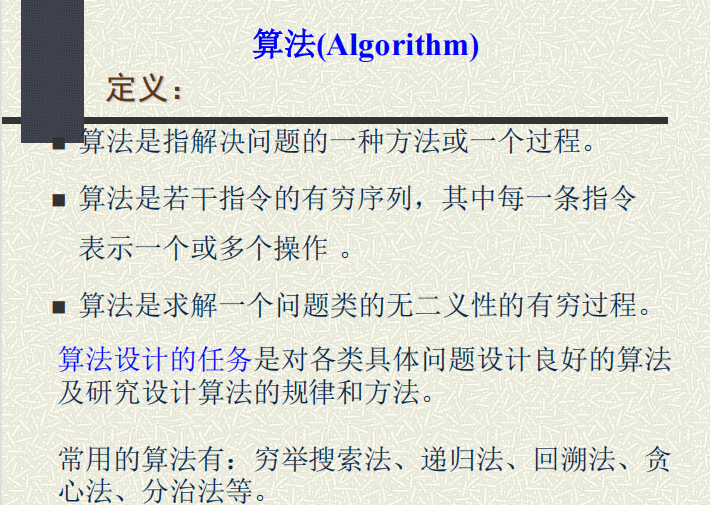 算法(Algorithm)
定义：
■ 算法是指解决问题的一种方法或一个过程。
■ 算法是若干指令的有穷序列，其中每一条指令
表示一个或多个操作 。
■ 算法是求解一个问题类的无二义性的有穷过程。
算法设计的任务是对各类具体问题设计良好的算法
及研究设计算法的规律和方法。
常用的算法有：穷举搜索法、递归法、回溯法、贪
心法、分治法等。